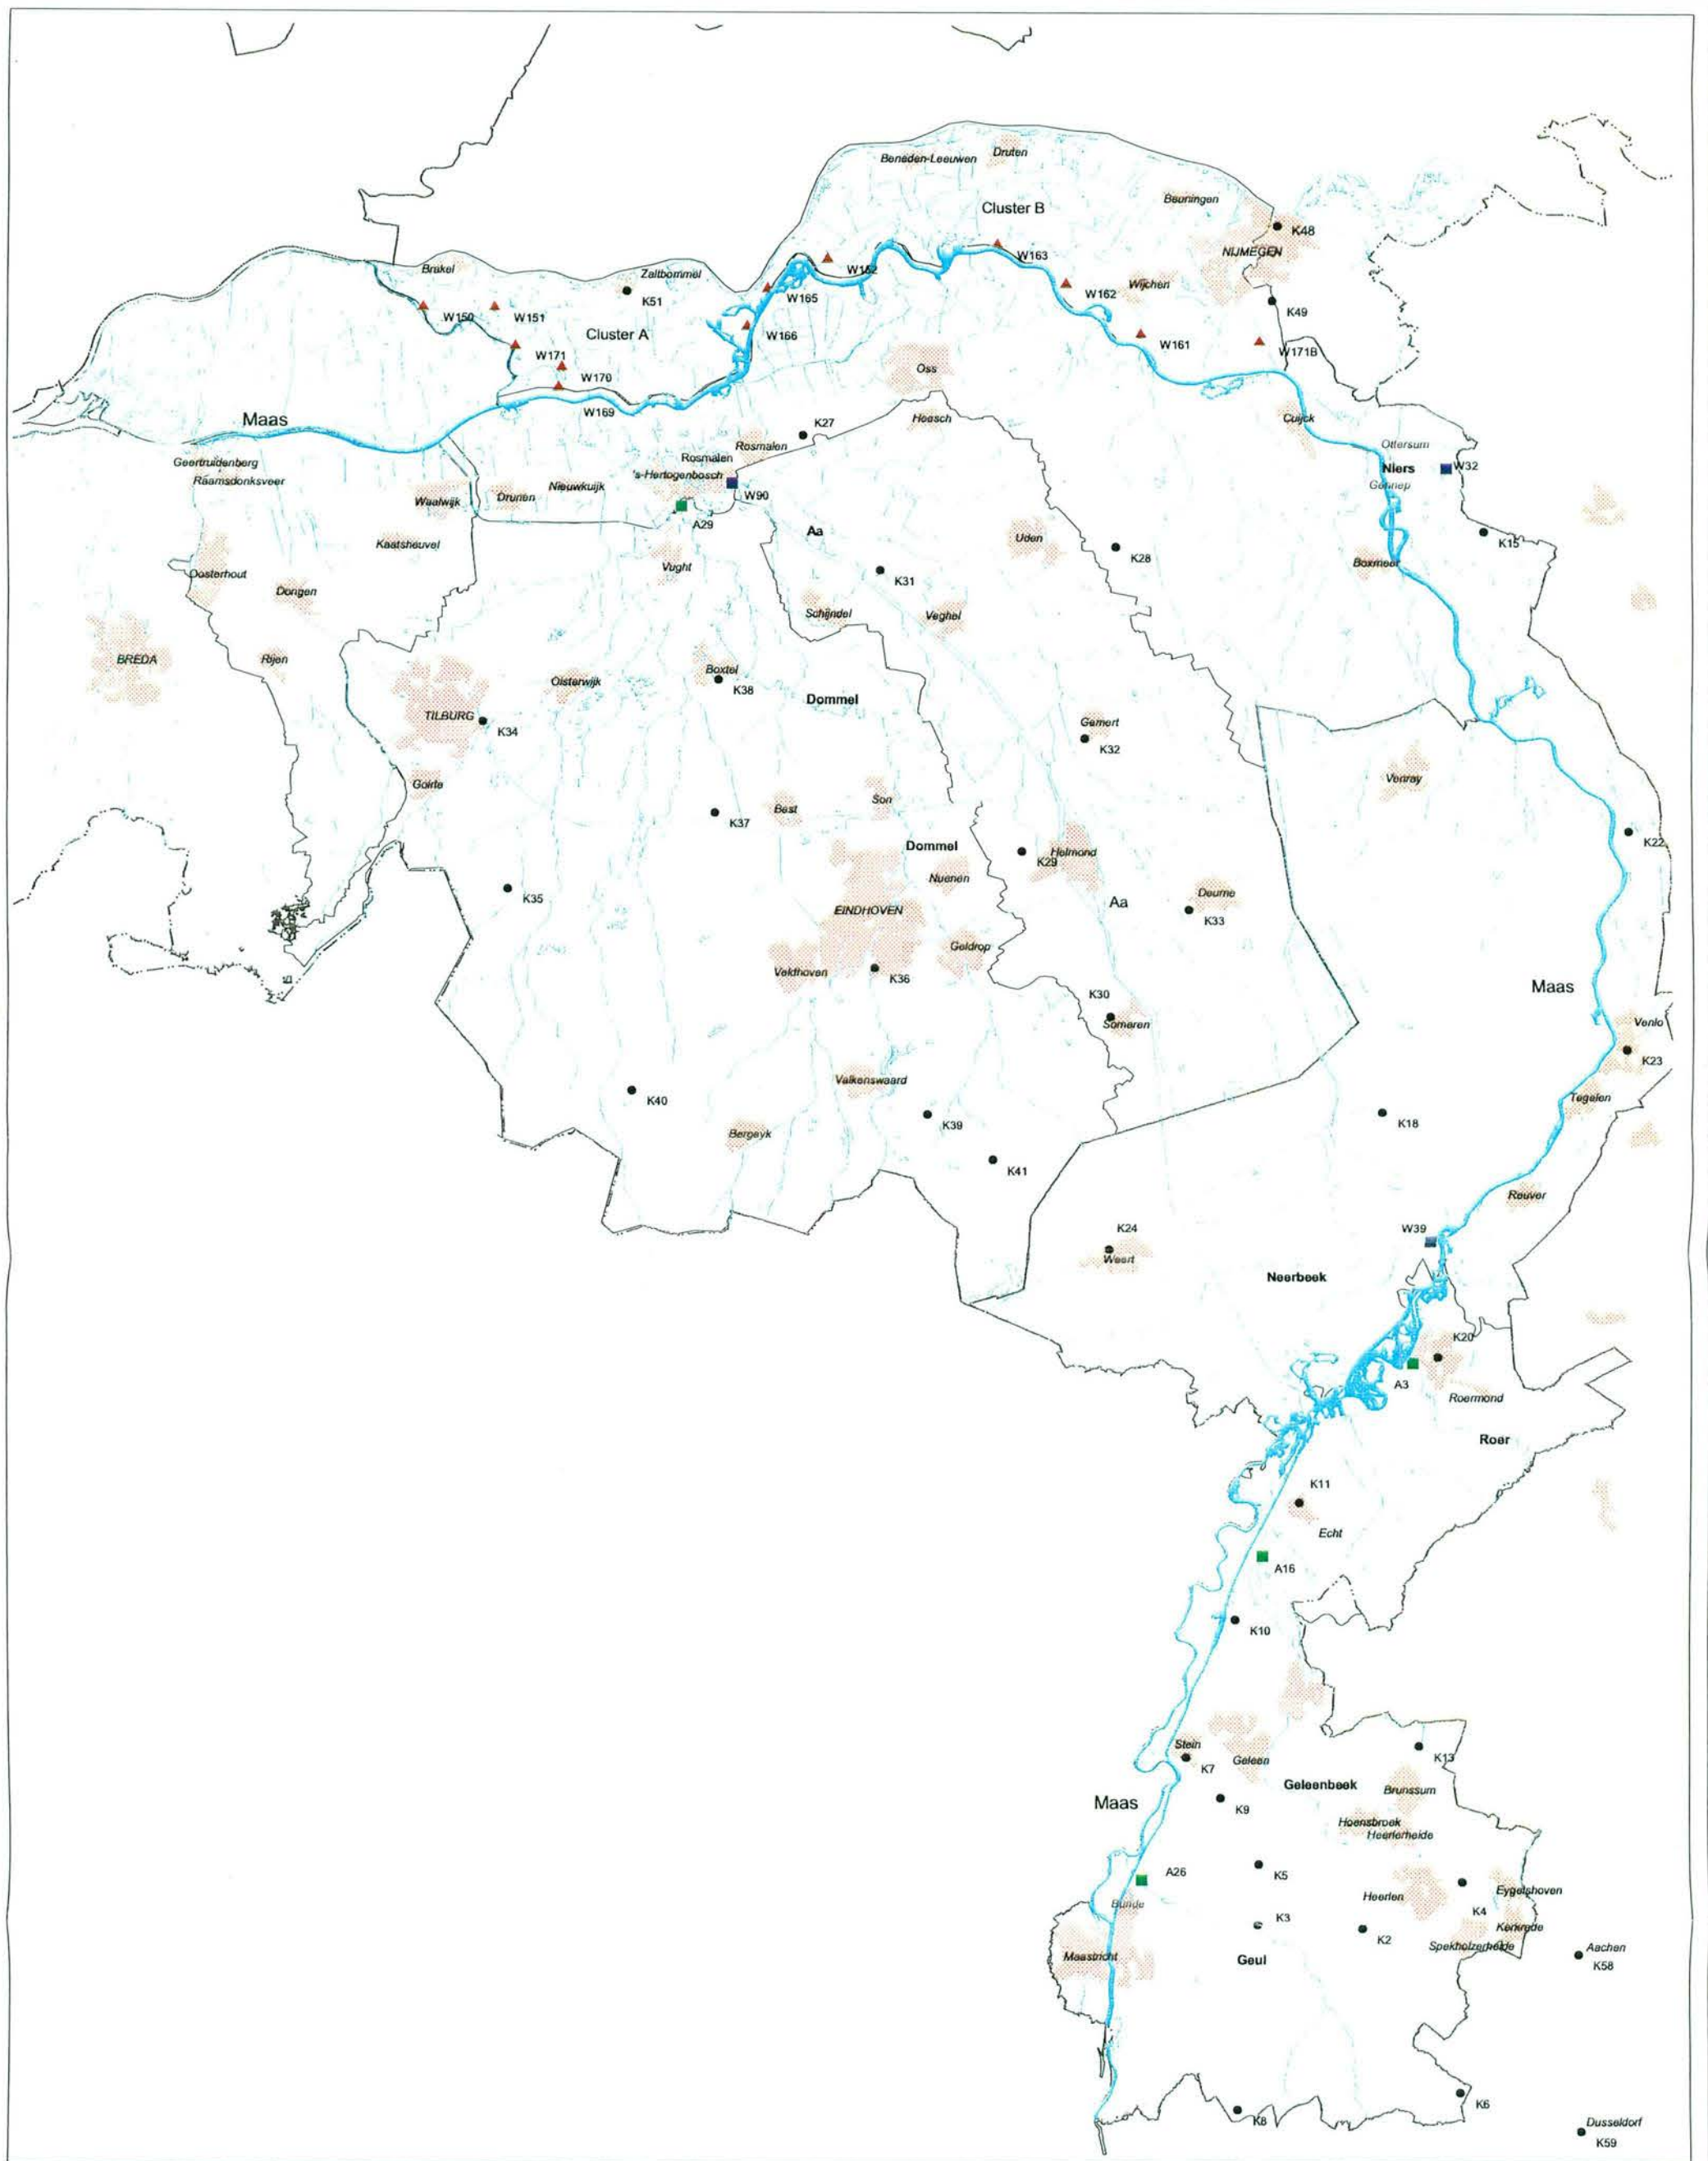 Beneden-Leeuwen
Druten
Cluster B
Beuningen
K48
NIJMEGEN
Brakel
Zaltbommel
K51
W152
W163
Wijchen
W162
W165
K49
W150
W151
Cluster A
W166
W161
W171B
W171
W170
Oss
W169
Maas
Heesch
Cuijck
K27
Rosmalen
Rosmalen
Ottersum
Geertruidenberg
Raamsdonksveer
's-Hertogenbosch
Niers
W32
Gennep
Waalwijk
Drunen
Nieuwkuijk
W90
A29
Aa
Uden
K15
Kaatsheuvel
K28
Vught
Boxmeer
Oosterhout
K31
Dongen
Schijndel
Veghel
BREDA
Rijen
Boxtel
Oisterwijk
K38
Dommel
TILBURG
K34
Gemert
K32
Venray
Goirle
Son
Best
K37
K22
Dommel
Helmond
K29
Nuenen
K35
Deurne
Aa
EINDHOVEN
K33
Geldrop
Veldhoven
K36
Maas
K30
Someren
Venlo
K23
Valkenswaard
K40
Tegelen
K39
K18
Bergeyk
K41
Reuver
K24
W39
Weert
Neerbeek
K20
A3
Roermond
Roer
K11
Echt
A16
K10
Stein
K7
Geleen
K13
Geleenbeek
Brunssum
Maas
K9
Hoensbroek
Heerlerheide
A26
K5
Heerlen
Eygelshoven
Bunde
K4
K3
K2
Kerkrade
Spekholzerheide
Aachen
K58
Maastricht
Geul
K6
K8
Dusseldorf
K59